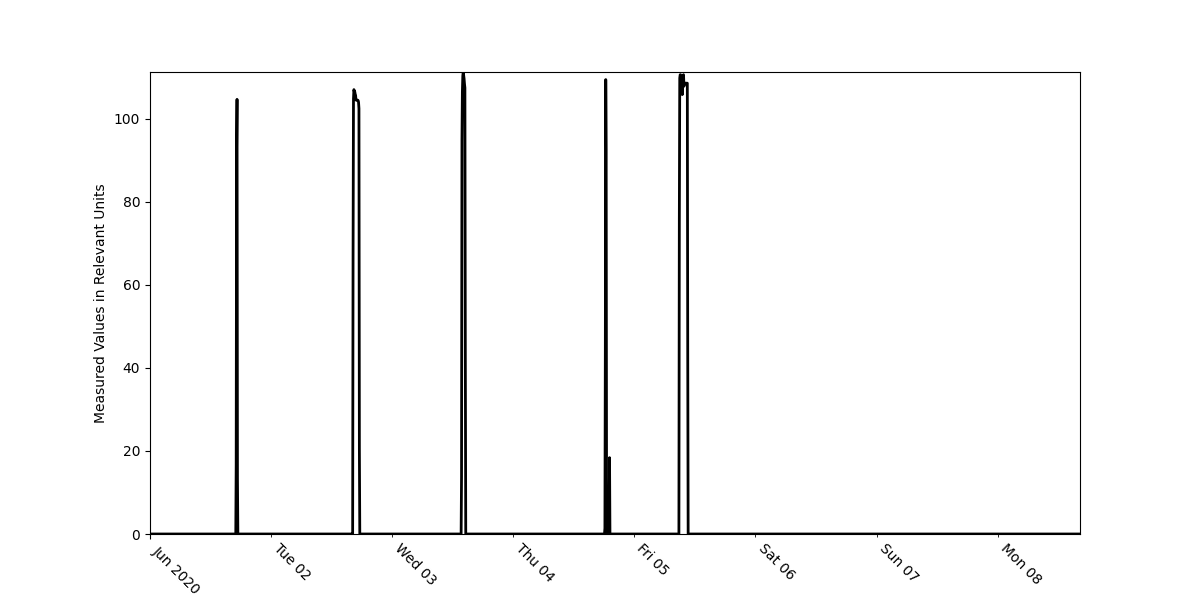 Measured Values in Relevant Units
100
80
60
40
20
0
Jun 2020
Tue 02
Wed 03
Thu 04
Fri 05
Sat 06
Sun 07
Mon 08